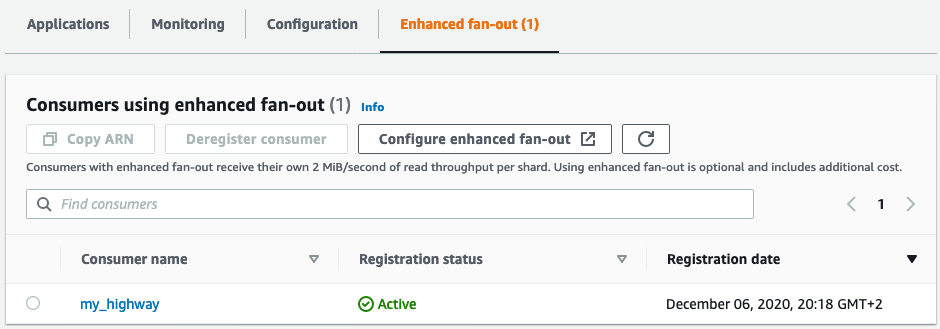 Applications Monitoring Configuration Enhanced fan-out (1)
Consumers using enhanced fan-out (1) Info
Copy ARN Deregister consumer Configure enhanced fan-out
Consumers with enhanced fan-out receive their own 2 MiB/second of read throughput per shard. Using enhanced fan-out is optional and includes additional cost.
Find consumers 1
Consumer name Registration status Registration date
my_highway Active December 06, 2020, 20:18 GMT+2